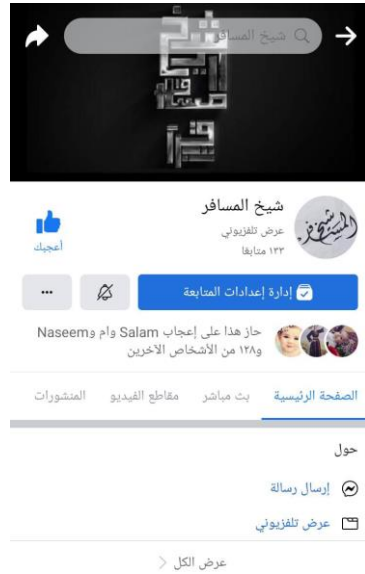 شيخ المسافر
شيخ المسافر
عرض تلفزيوني
١٣٣ متابعًا
أعجبك
إدارة إعدادات المتابعة
حاز هذا على إعجاب Salam وام وNaseem
و١٢٨ من الأشخاص الآخرين
الصفحة الرئيسية بث مباشر مقاطع الفيديو المنشورات
حول
إرسال رسالة
عرض تلفزيوني
عرض الكل